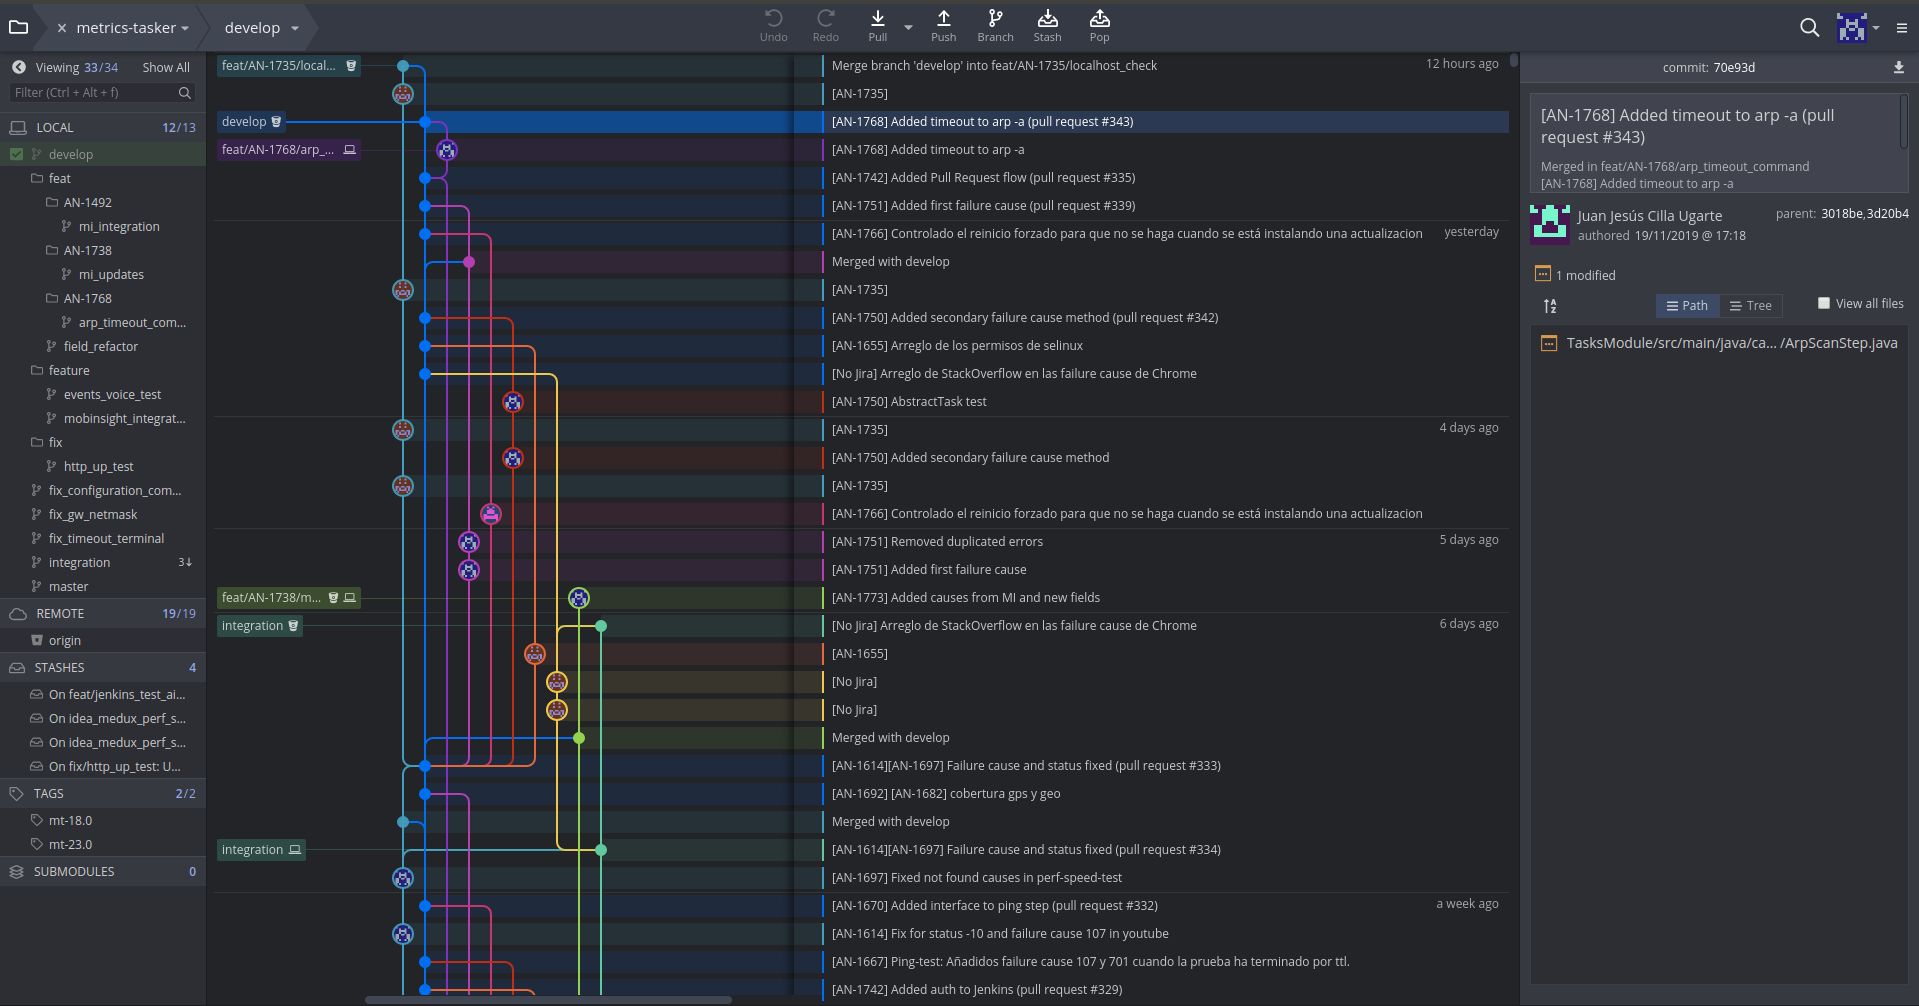 metrics-tasker
develop
Undo
Redo
Pull
Push
Branch
Stash
Pop
Viewing 33/34 Show All
Filter (Ctrl + Alt + f)
LOCAL 12/13
develop
feat
AN-1492
mi_integration
AN-1738
mi_updates
AN-1768
arp_timeout_com...
field_refactor
feature
events_voice_test
mobinsight_integrat...
fix
http_up_test
fix_configuration_com...
fix_gw_netmask
fix_timeout_terminal
integration 3↓
master
REMOTE 19/19
origin
STASHES 4
On feat/jenkins_test_ai...
On idea_medux_perf_s...
On idea_medux_perf_s...
On fix/http_up_test: U...
TAGS 2/2
mt-18.0
mt-23.0
SUBMODULES 0
feat/AN-1735/local... Merge branch 'develop' into feat/AN-1735/localhost_check 12 hours ago
[AN-1735]
develop [AN-1768] Added timeout to arp -a (pull request #343)
feat/AN-1768/arp_... [AN-1768] Added timeout to arp -a
[AN-1742] Added Pull Request flow (pull request #335)
[AN-1751] Added first failure cause (pull request #339)
[AN-1766] Controlado el reinicio forzado para que no se haga cuando se está instalando una actualizacion yesterday
Merged with develop
[AN-1735]
[AN-1750] Added secondary failure cause method (pull request #342)
[AN-1655] Arreglo de los permisos de selinux
[No Jira] Arreglo de StackOverflow en las failure cause de Chrome
[AN-1750] AbstractTask test
[AN-1735] 4 days ago
[AN-1750] Added secondary failure cause method
[AN-1735]
[AN-1766] Controlado el reinicio forzado para que no se haga cuando se está instalando una actualizacion
[AN-1751] Removed duplicated errors 5 days ago
[AN-1751] Added first failure cause
feat/AN-1738/m... [AN-1773] Added causes from MI and new fields
integration [No Jira] Arreglo de StackOverflow en las failure cause de Chrome 6 days ago
[AN-1655]
[No Jira]
[No Jira]
Merged with develop
[AN-1614][AN-1697] Failure cause and status fixed (pull request #333)
[AN-1692] [AN-1682] cobertura gps y geo
Merged with develop
integration [AN-1614][AN-1697] Failure cause and status fixed (pull request #334)
[AN-1697] Fixed not found causes in perf-speed-test
[AN-1670] Added interface to ping step (pull request #332) a week ago
[AN-1614] Fix for status -10 and failure cause 107 in youtube
[AN-1667] Ping-test: Añadidos failure cause 107 y 701 cuando la prueba ha terminado por ttl.
[AN-1742] Added auth to Jenkins (pull request #329)
commit: 70e93d
[AN-1768] Added timeout to arp -a (pull
request #343)
Merged in feat/AN-1768/arp_timeout_command
[AN-1768] Added timeout to arp -a
Juan Jesús Cilla Ugarte parent: 3018be,3d20b4
authored 19/11/2019 @ 17:18
1 modified
Path Tree View all files
TasksModule/src/main/java/ca... /ArpScanStep.java